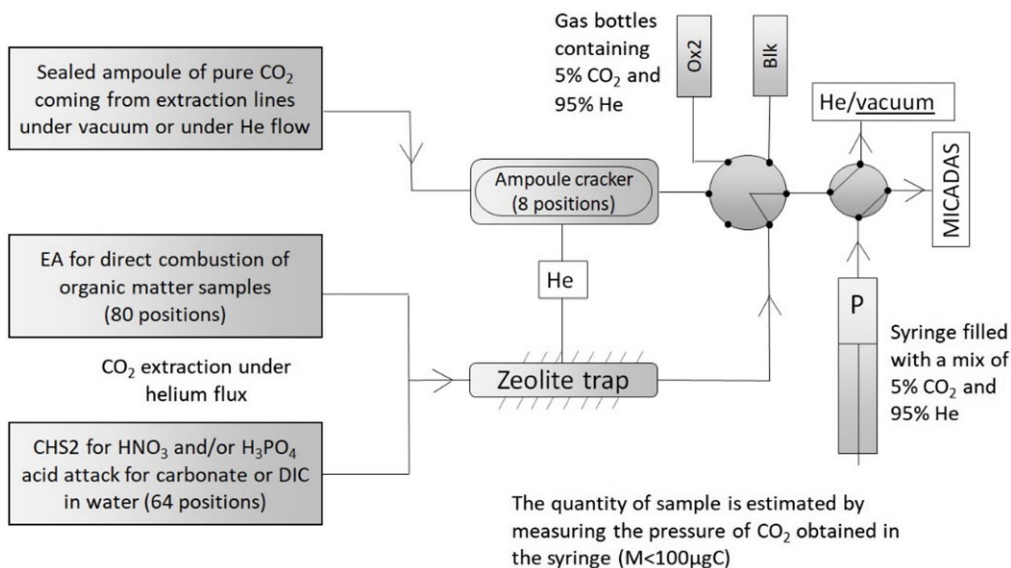 Sealed ampoule of pure CO₂
coming from extraction lines
under vacuum or under He flow
EA for direct combustion of
organic matter samples
(80 positions)
CO₂ extraction under
helium flux
CHS2 for HNO₃ and/or H₃PO₄
acid attack for carbonate or DIC
in water (64 positions)
Ampoule cracker
(8 positions)
He
Zeolite trap
Gas bottles
containing
5% CO₂ and
95% He
Ox2
Blk
He/vacuum
MICADAS
P
Syringe filled
with a mix of
5% CO₂ and
95% He
The quantity of sample is estimated by
measuring the pressure of CO₂ obtained in
the syringe (M<100µgC)